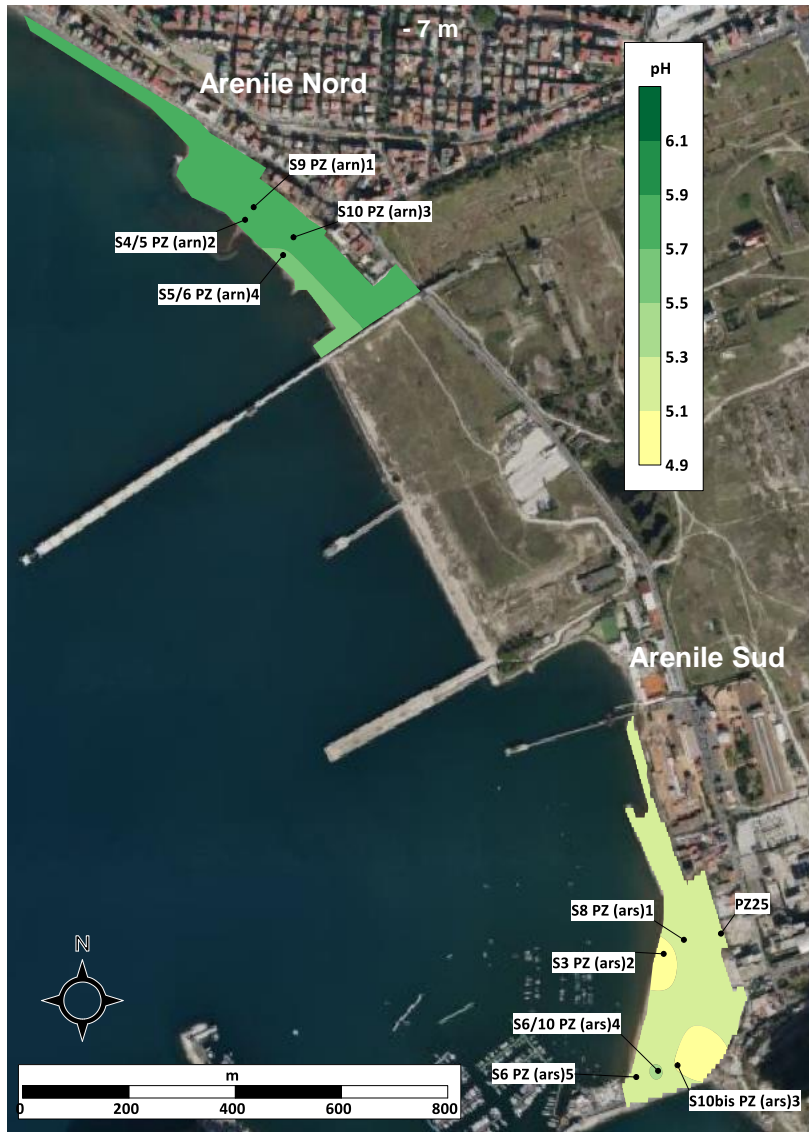 - 7 m
Arenile Nord
pH
6.1
5.9
5.7
5.5
5.3
5.1
4.9
S9 PZ (arn)1
S10 PZ (arn)3
S4/5 PZ (arn)2
S5/6 PZ (arn)4
Arenile Sud
S8 PZ (ars)1
PZ25
S3 PZ (ars)2
S6/10 PZ (ars)4
S6 PZ (ars)5
S10bis PZ (ars)3
N
m
0 200 400 600 800